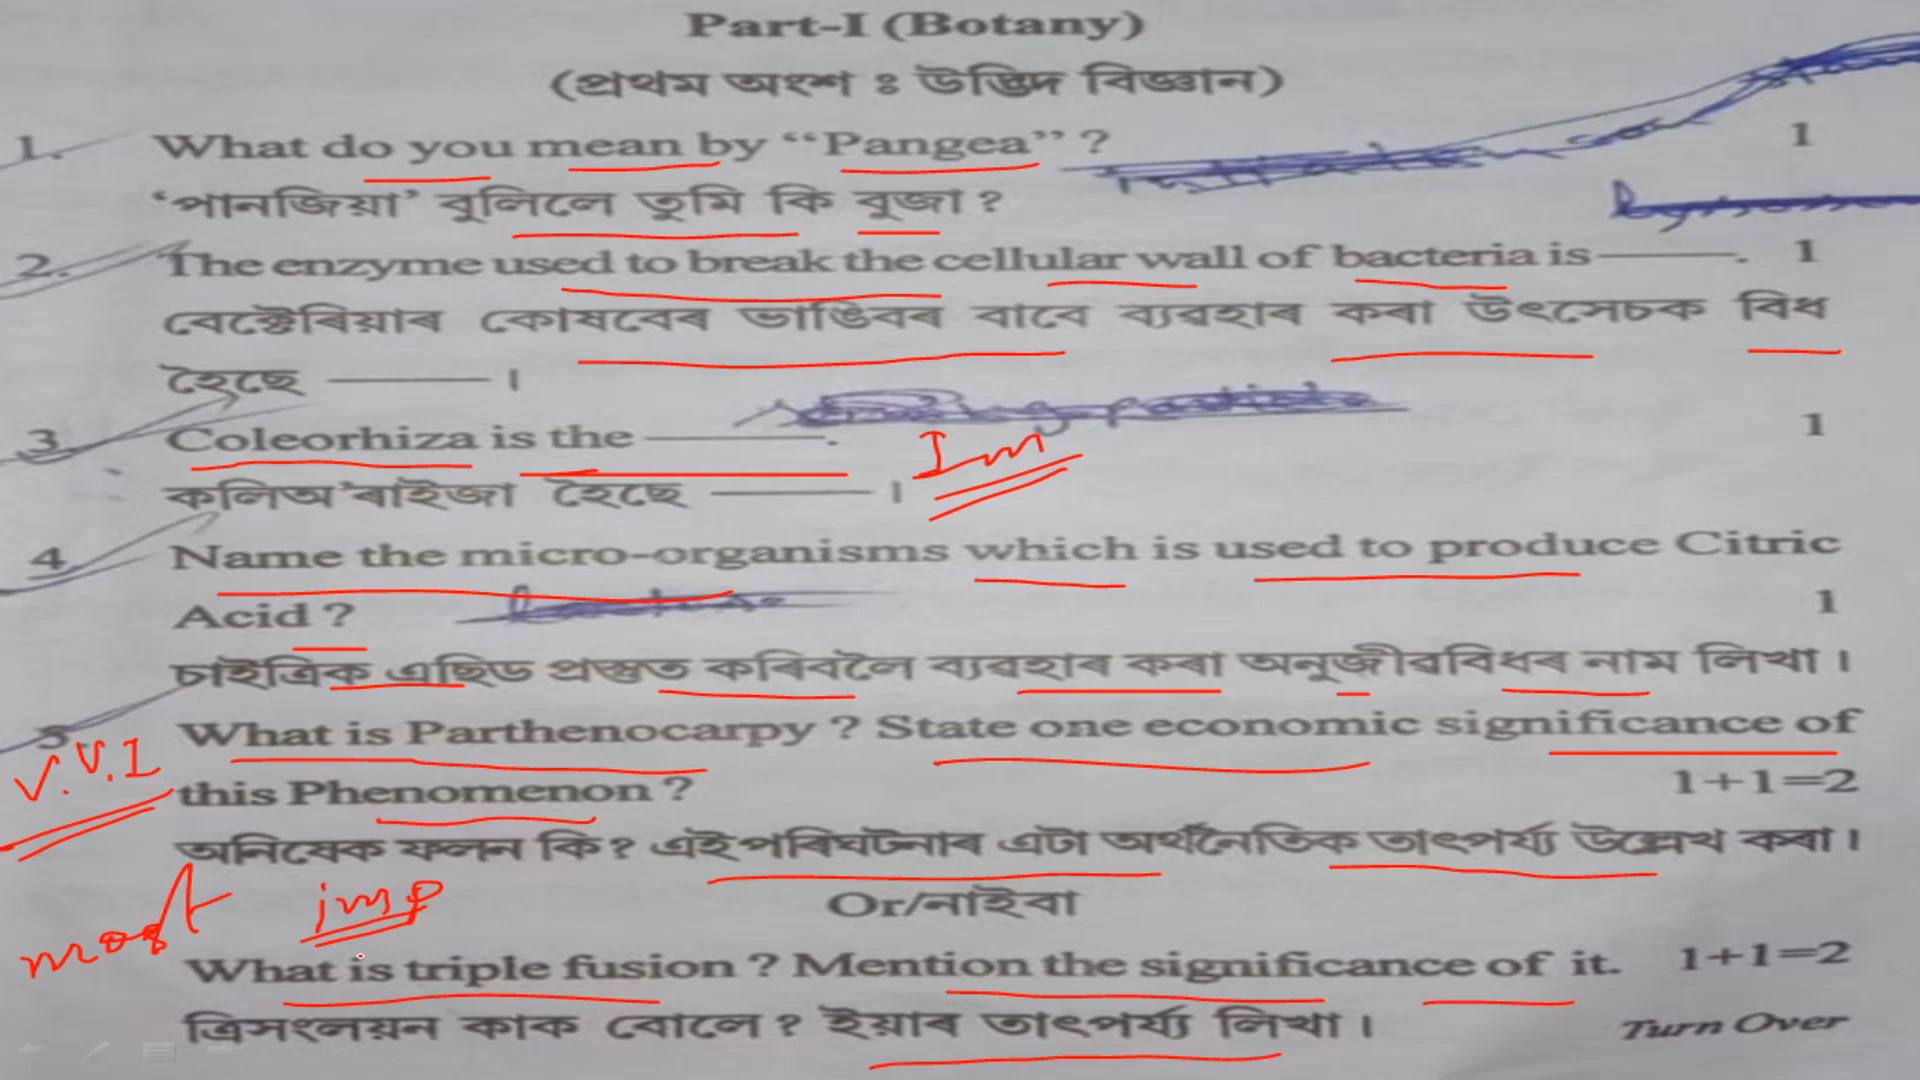 Part-I (Botany)
(প্ৰথম অংশ ঃ উদ্ভিদ বিজ্ঞান)
1. What do you mean by “Pangea” ? 1
‘পানজিয়া’ বুলিলে তুমি কি বুজা ?
2. The enzyme used to break the cellular wall of bacteria is ———. 1
বেক্টেৰিয়াৰ কোষবেৰ ভাঙিবৰ বাবে ব্যৱহাৰ কৰা উৎসেচক বিধ
হৈছে ——— ।
3 Coleorhiza is the ———. 1
Im
কলিঅ'ৰাইজা হৈছে ——— ।
4. Name the micro-organisms which is used to produce Citric
Acid ? 1
চাইত্ৰিক এছিড প্ৰস্তুত কৰিবলৈ ব্যৱহাৰ কৰা অনুজীৱবিধৰ নাম লিখা ।
5. What is Parthenocarpy ? State one economic significance of
V.V.I
this Phenomenon ? 1+1=2
অনিষেক ফলন কি ? এই পৰিঘটনাৰ এটা অৰ্থনৈতিক তাৎপৰ্য্য উল্লেখ কৰা ।
Or/নাইবা
most imp
What is triple fusion ? Mention the significance of it. 1+1=2
ত্ৰিসংলয়ন কাক বোলে ? ইয়াৰ তাৎপৰ্য্য লিখা ।
Turn Over